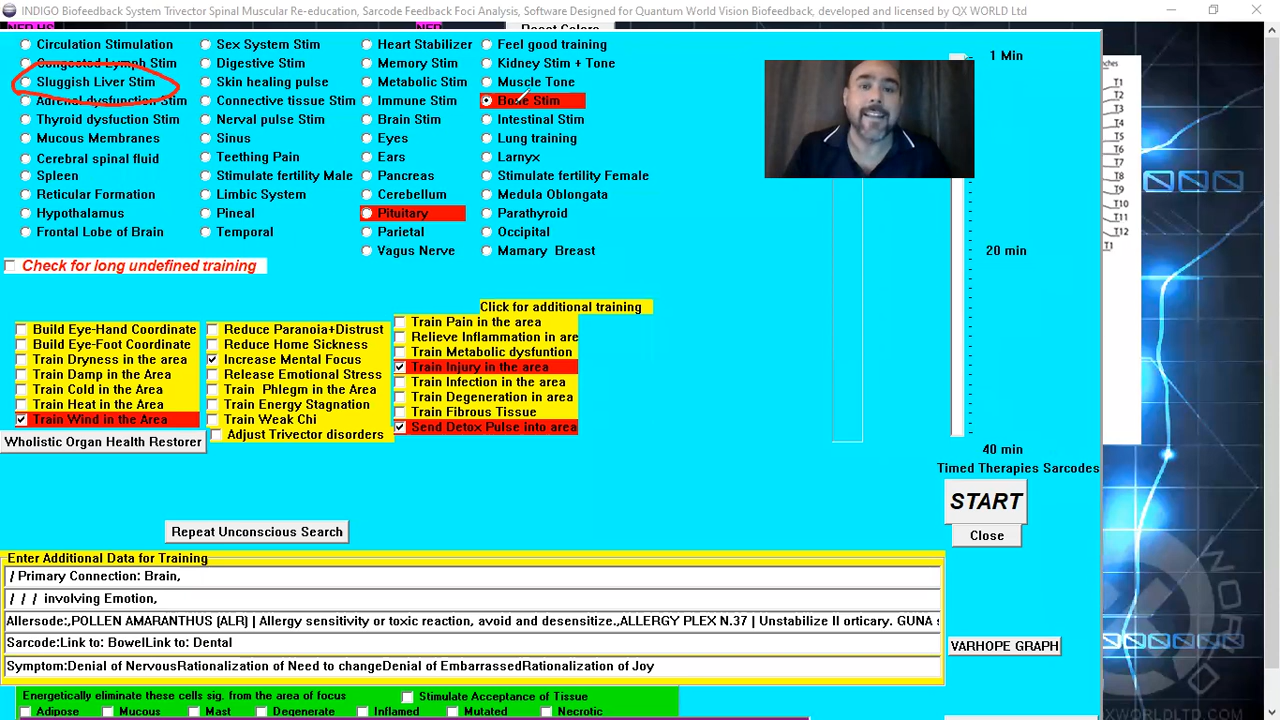 INDIGO Biofeedback System Trivector Spinal Muscular Re-education, Sarcode Feedback Foci Analysis, Software Designed for Quantum World Vision Biofeedback, developed and licensed by QX WORLD Ltd
Circulation Stimulation
Congested Lymph Stim
Sluggish Liver Stim
Adrenal dysfunction Stim
Thyroid dysfuction Stim
Mucous Membranes
Cerebral spinal fluid
Spleen
Reticular Formation
Hypothalamus
Frontal Lobe of Brain
Sex System Stim
Digestive Stim
Skin healing pulse
Connective tissue Stim
Nerval pulse Stim
Sinus
Teething Pain
Stimulate fertility Male
Limbic System
Pineal
Temporal
Heart Stabilizer
Memory Stim
Metabolic Stim
Immune Stim
Brain Stim
Eyes
Ears
Pancreas
Cerebellum
Pituitary
Parietal
Vagus Nerve
Feel good training
Kidney Stim + Tone
Muscle Tone
Bone Stim
Intestinal Stim
Lung training
Larnyx
Stimulate fertility Female
Medula Oblongata
Parathyroid
Occipital
Mamary Breast
Check for long undefined training
Click for additional training
Build Eye-Hand Coordinate
Build Eye-Foot Coordinate
Train Dryness in the area
Train Damp in the Area
Train Cold in the Area
Train Heat in the Area
Train Wind in the Area
Reduce Paranoia+Distrust
Reduce Home Sickness
Increase Mental Focus
Release Emotional Stress
Train Phlegm in the Area
Train Energy Stagnation
Train Weak Chi
Adjust Trivector disorders
Train Pain in the area
Relieve Inflammation in are
Train Metabolic dysfuntion
Train Injury in the area
Train Infection in the area
Train Degeneration in area
Train Fibrous Tissue
Send Detox Pulse into area
Wholistic Organ Health Restorer
Repeat Unconscious Search
1 Min
20 min
40 min
Timed Therapies Sarcodes
START
Close
T1
T2
T3
T4
T5
T6
T7
T8
T9
T10
T11
T12
Enter Additional Data for Training
/ Primary Connection: Brain,
/ / / involving Emotion,
Allersode:,POLLEN AMARANTHUS (ALR) | Allergy sensitivity or toxic reaction, avoid and desensitize.,ALLERGY PLEX N.37 | Unstabilize II orticary. GUNA s
Sarcode:Link to: BowelLink to: Dental
Symptom:Denial of NervousRationalization of Need to changeDenial of EmbarrassedRationalization of Joy
VARHOPE GRAPH
Energetically eliminate these cells sig. from the area of focus
Stimulate Acceptance of Tissue
Adipose
Mucous
Mast
Degenerate
Inflamed
Mutated
Necrotic
QXWORLDLTD.COM